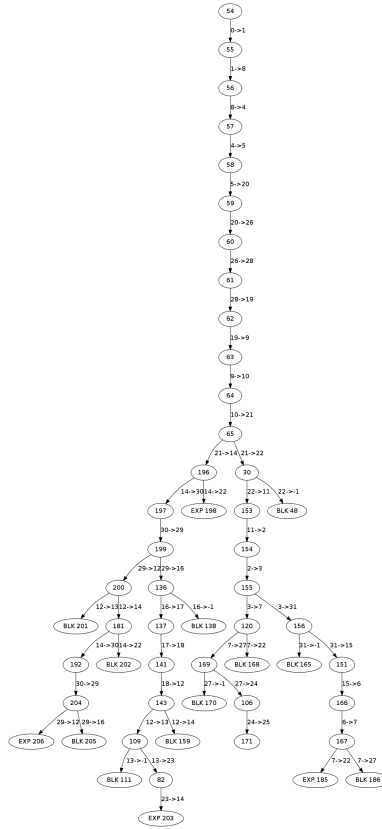 54
0->1
55
1->8
56
8->4
57
4->5
58
5->20
59
20->26
60
26->28
61
28->19
62
19->9
63
9->10
64
10->21
65
21->14 21->22
196 30
14->30 14->22 22->11 22->-1
197 EXP 198 153 BLK 48
30->29 11->2
199 154
29->12 29->16 2->3
200 136 155
12->13 12->14 16->17 16->-1 3->7 3->31
BLK 201 181 137 BLK 138 120 156
14->30 14->22 17->18 7->27 7->22 31->-1 31->15
192 BLK 202 141 169 BLK 168 BLK 165 151
30->29 18->12 27->-1 27->24 15->6
204 143 BLK 170 106 166
29->12 29->16 12->13 12->14 24->25 6->7
EXP 206 BLK 205 109 BLK 159 171 167
13->-1 13->23 7->22 7->27
BLK 111 82 EXP 185 BLK 186
23->14
EXP 203